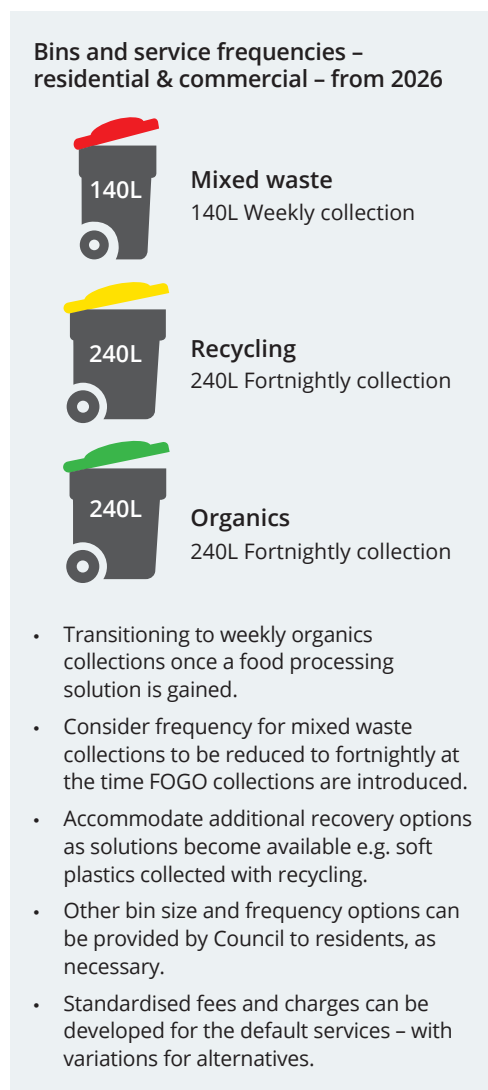 Bins and service frequencies –
residential & commercial – from 2026
140L
Mixed waste
140L Weekly collection
240L
Recycling
240L Fortnightly collection
240L
Organics
240L Fortnightly collection
• Transitioning to weekly organics
collections once a food processing
solution is gained.
• Consider frequency for mixed waste
collections to be reduced to fortnightly at
the time FOGO collections are introduced.
• Accommodate additional recovery options
as solutions become available e.g. soft
plastics collected with recycling.
• Other bin size and frequency options can
be provided by Council to residents, as
necessary.
• Standardised fees and charges can be
developed for the default services – with
variations for alternatives.